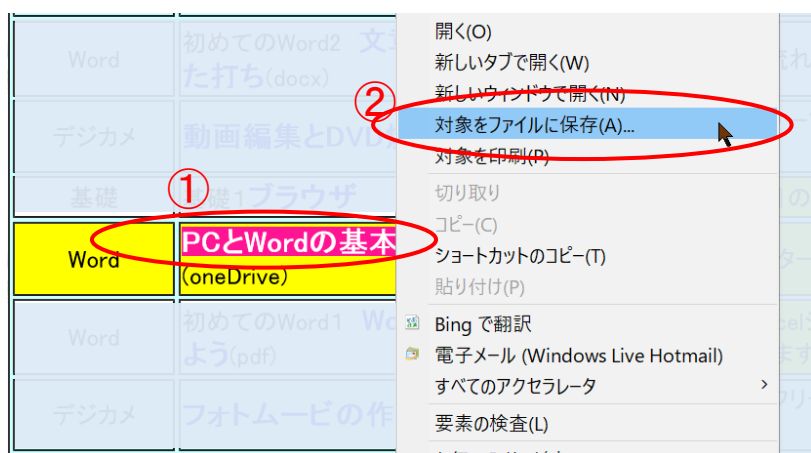 Word
初めてのWord2 文
た打ち(docx)
デジカメ
動画編集とDVD
基礎
基礎1ブラウザ
Word
PCとWordの基本
(oneDrive)
Word
初めてのWord1 Wo
よう(pdf)
デジカメ
フォトムービの作
①
②
開く(O)
新しいタブで開く(W)
新しいウィンドウで開く(N)
対象をファイルに保存(A)...
対象を印刷(P)
切り取り
コピー(C)
ショートカットのコピー(T)
貼り付け(P)
Bing で翻訳
電子メール (Windows Live Hotmail)
すべてのアクセラレータ
要素の検査(L)